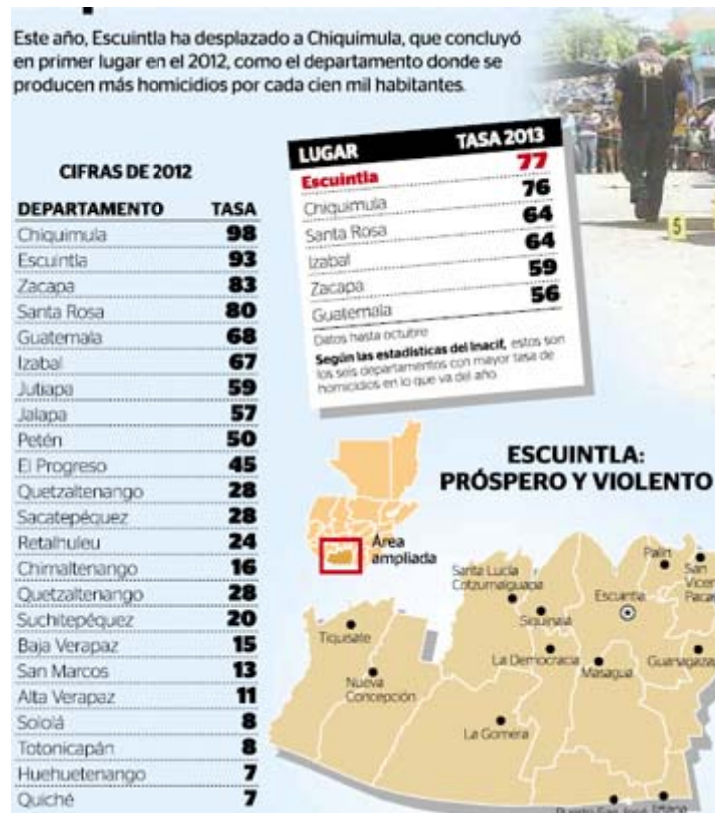 Este año, Escuintla ha desplazado a Chiquimula, que concluyó
en primer lugar en el 2012, como el departamento donde se
producen más homicidios por cada cien mil habitantes.
CIFRAS DE 2012
DEPARTAMENTO TASA
Chiquimula 98
Escuintla 93
Zacapa 83
Santa Rosa 80
Guatemala 68
Izabal 67
Jutiapa 59
Jalapa 57
Petén 50
El Progreso 45
Quetzaltenango 28
Sacatepéquez 28
Retalhuleu 24
Chimaltenango 16
Quetzaltenango 28
Suchitepéquez 20
Baja Verapaz 15
San Marcos 13
Alta Verapaz 11
Sololá 8
Totonicapán 8
Huehuetenango 7
Quiché 7
LUGAR TASA 2013
Escuintla 77
Chiquimula 76
Santa Rosa 64
Izabal 64
Zacapa 59
Guatemala 56
Datos hasta octubre
Según las estadísticas del Inacif, estos son
los seis departamentos con mayor tasa de
homicidios en lo que va del año.
5
ESCUINTLA:
PRÓSPERO Y VIOLENTO
Área
ampliada
Santa Lucía
Cotzumalguapa
Palín
San
Escuintla
Siquinalá
Tiquisate
La Democracia
Masagua
Nueva
Concepción
La Gomera
Puerto San José